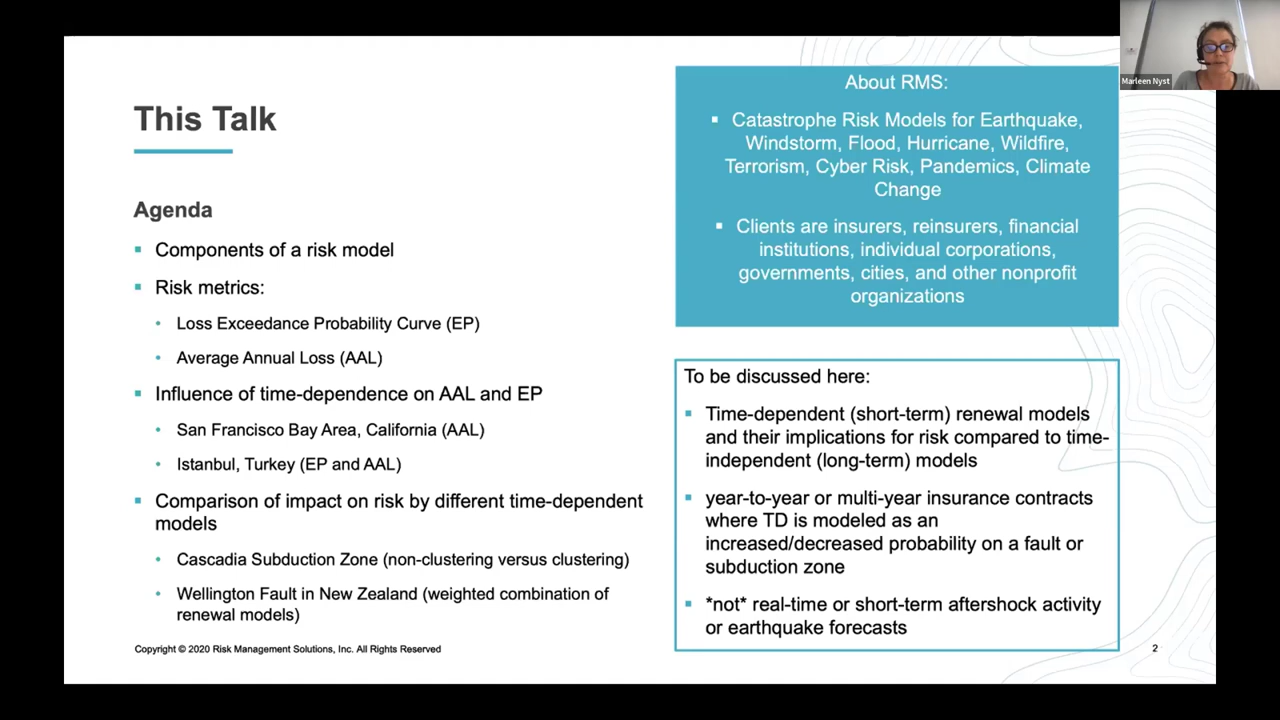 This Talk
Agenda
▪ Components of a risk model
▪ Risk metrics:
• Loss Exceedance Probability Curve (EP)
• Average Annual Loss (AAL)
▪ Influence of time-dependence on AAL and EP
• San Francisco Bay Area, California (AAL)
• Istanbul, Turkey (EP and AAL)
▪ Comparison of impact on risk by different time-dependent
models
• Cascadia Subduction Zone (non-clustering versus clustering)
• Wellington Fault in New Zealand (weighted combination of
renewal models)
About RMS:
▪ Catastrophe Risk Models for Earthquake,
Windstorm, Flood, Hurricane, Wildfire,
Terrorism, Cyber Risk, Pandemics, Climate
Change
▪ Clients are insurers, reinsurers, financial
institutions, individual corporations,
governments, cities, and other nonprofit
organizations
To be discussed here:
▪ Time-dependent (short-term) renewal models
and their implications for risk compared to time-
independent (long-term) models
▪ year-to-year or multi-year insurance contracts
where TD is modeled as an
increased/decreased probability on a fault or
subduction zone
▪ *not* real-time or short-term aftershock activity
or earthquake forecasts
Copyright © 2020 Risk Management Solutions, Inc. All Rights Reserved
2
Marleen Nyst